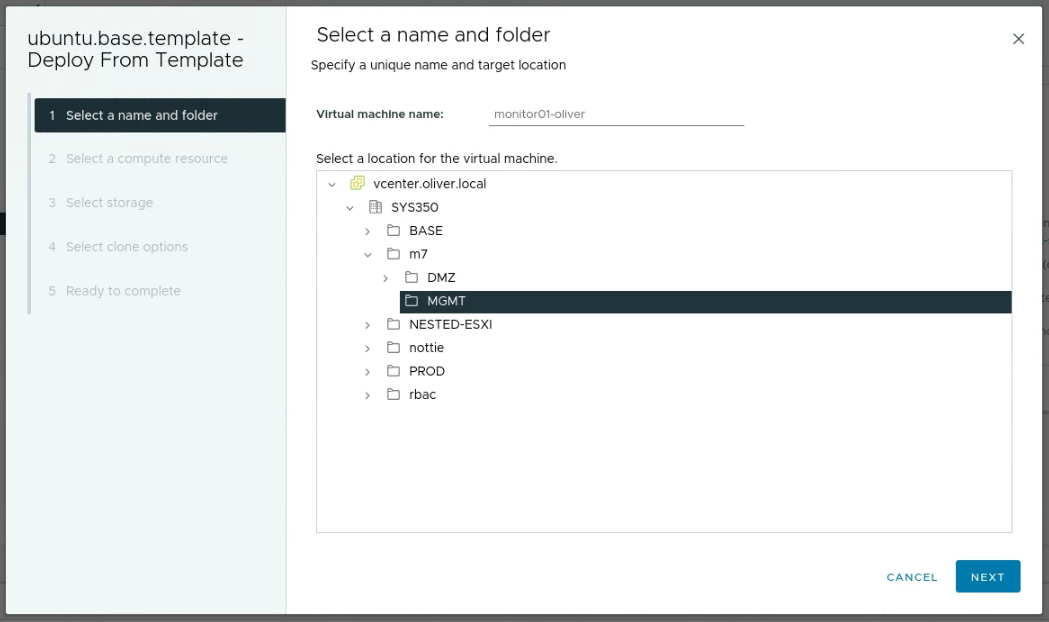 ubuntu.base.template -
Deploy From Template
1 Select a name and folder
2 Select a compute resource
3 Select storage
4 Select clone options
5 Ready to complete
Select a name and folder
Specify a unique name and target location
Virtual machine name: monitor01-oliver
Select a location for the virtual machine.
vcenter.oliver.local
SYS350
BASE
m7
DMZ
MGMT
NESTED-ESXI
nottie
PROD
rbac
CANCEL NEXT